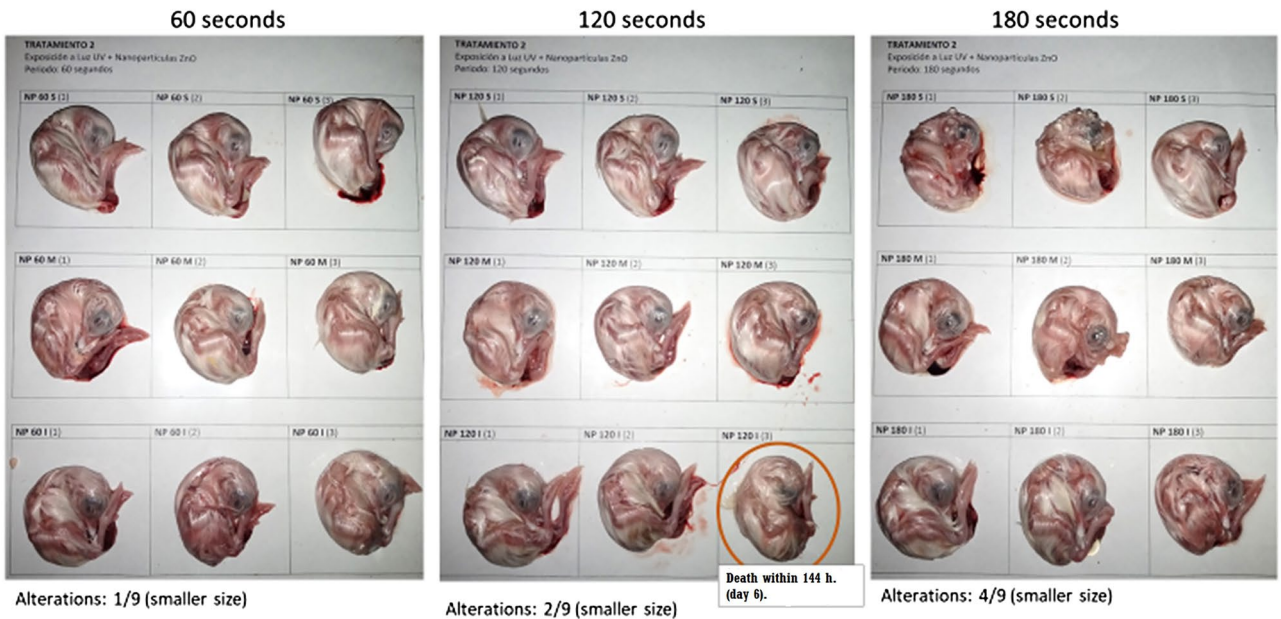 60 seconds
TRATAMIENTO 2
Exposición a Luz UV + Nanopartículas ZnO
Periodo: 60 segundos
NP 60 S (1)
NP 60 S (2)
NP 60 S (3)
NP 60 M (1)
NP 60 M (2)
NP 60 M (3)
NP 60 I (1)
NP 60 I (2)
NP 60 I (3)
Alterations: 1/9 (smaller size)
120 seconds
TRATAMIENTO 2
Exposición a Luz UV + Nanopartículas ZnO
Periodo: 120 segundos
NP 120 S (1)
NP 120 S (2)
NP 120 S (3)
NP 120 M (1)
NP 120 M (2)
NP 120 M (3)
NP 120 I (1)
NP 120 I (2)
NP 120 I (3)
Death within 144 h.
(day 6).
Alterations: 2/9 (smaller size)
180 seconds
TRATAMIENTO 2
Exposición a Luz UV + Nanopartículas ZnO
Periodo: 180 segundos
NP 180 S (1)
NP 180 S (2)
NP 180 S (3)
NP 180 M (1)
NP 180 M (2)
NP 180 M (3)
NP 180 I (1)
NP 180 I (2)
NP 180 I (3)
Alterations: 4/9 (smaller size)